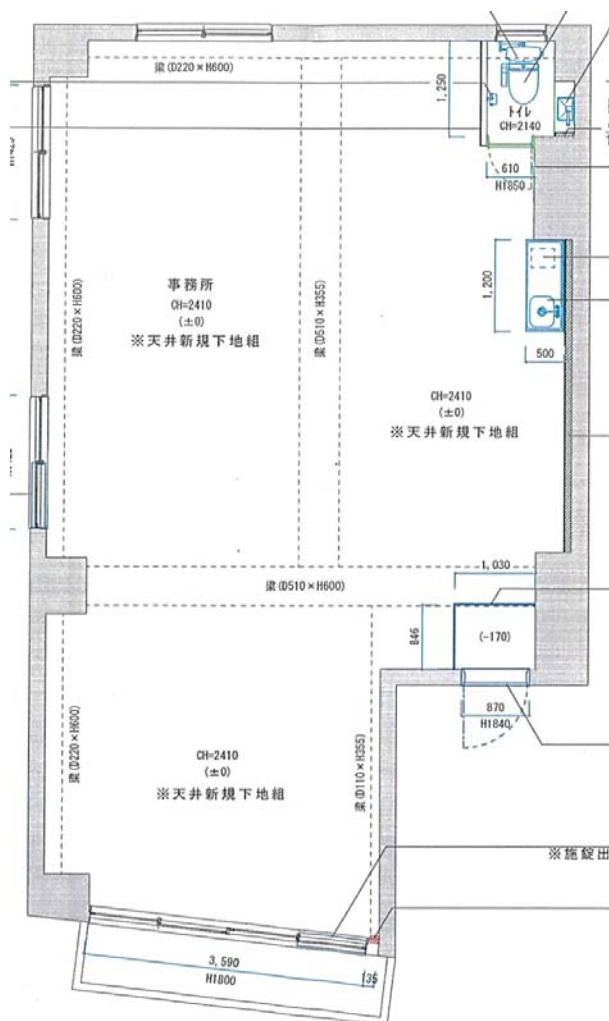 梁(D220×H600)
1,250
トイレ
CH=2140
610
H1850
事務所
CH=2410
(±0)
※天井新規下地組
梁(D220×H600)
梁(D510×H355)
1,200
500
CH=2410
(±0)
※天井新規下地組
梁(D510×H600)
1,030
846
(-170)
870
H1840
梁(D220×H600)
CH=2410
(±0)
※天井新規下地組
梁(D110×H355)
※施錠出
3,590
H1800
135